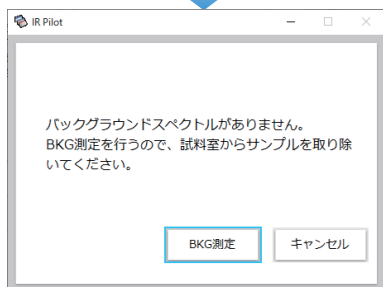 IR Pilot
バックグラウンドスペクトルがありません。
BKG測定を行うので、試料室からサンプルを取り除
いてください。
BKG測定
キャンセル